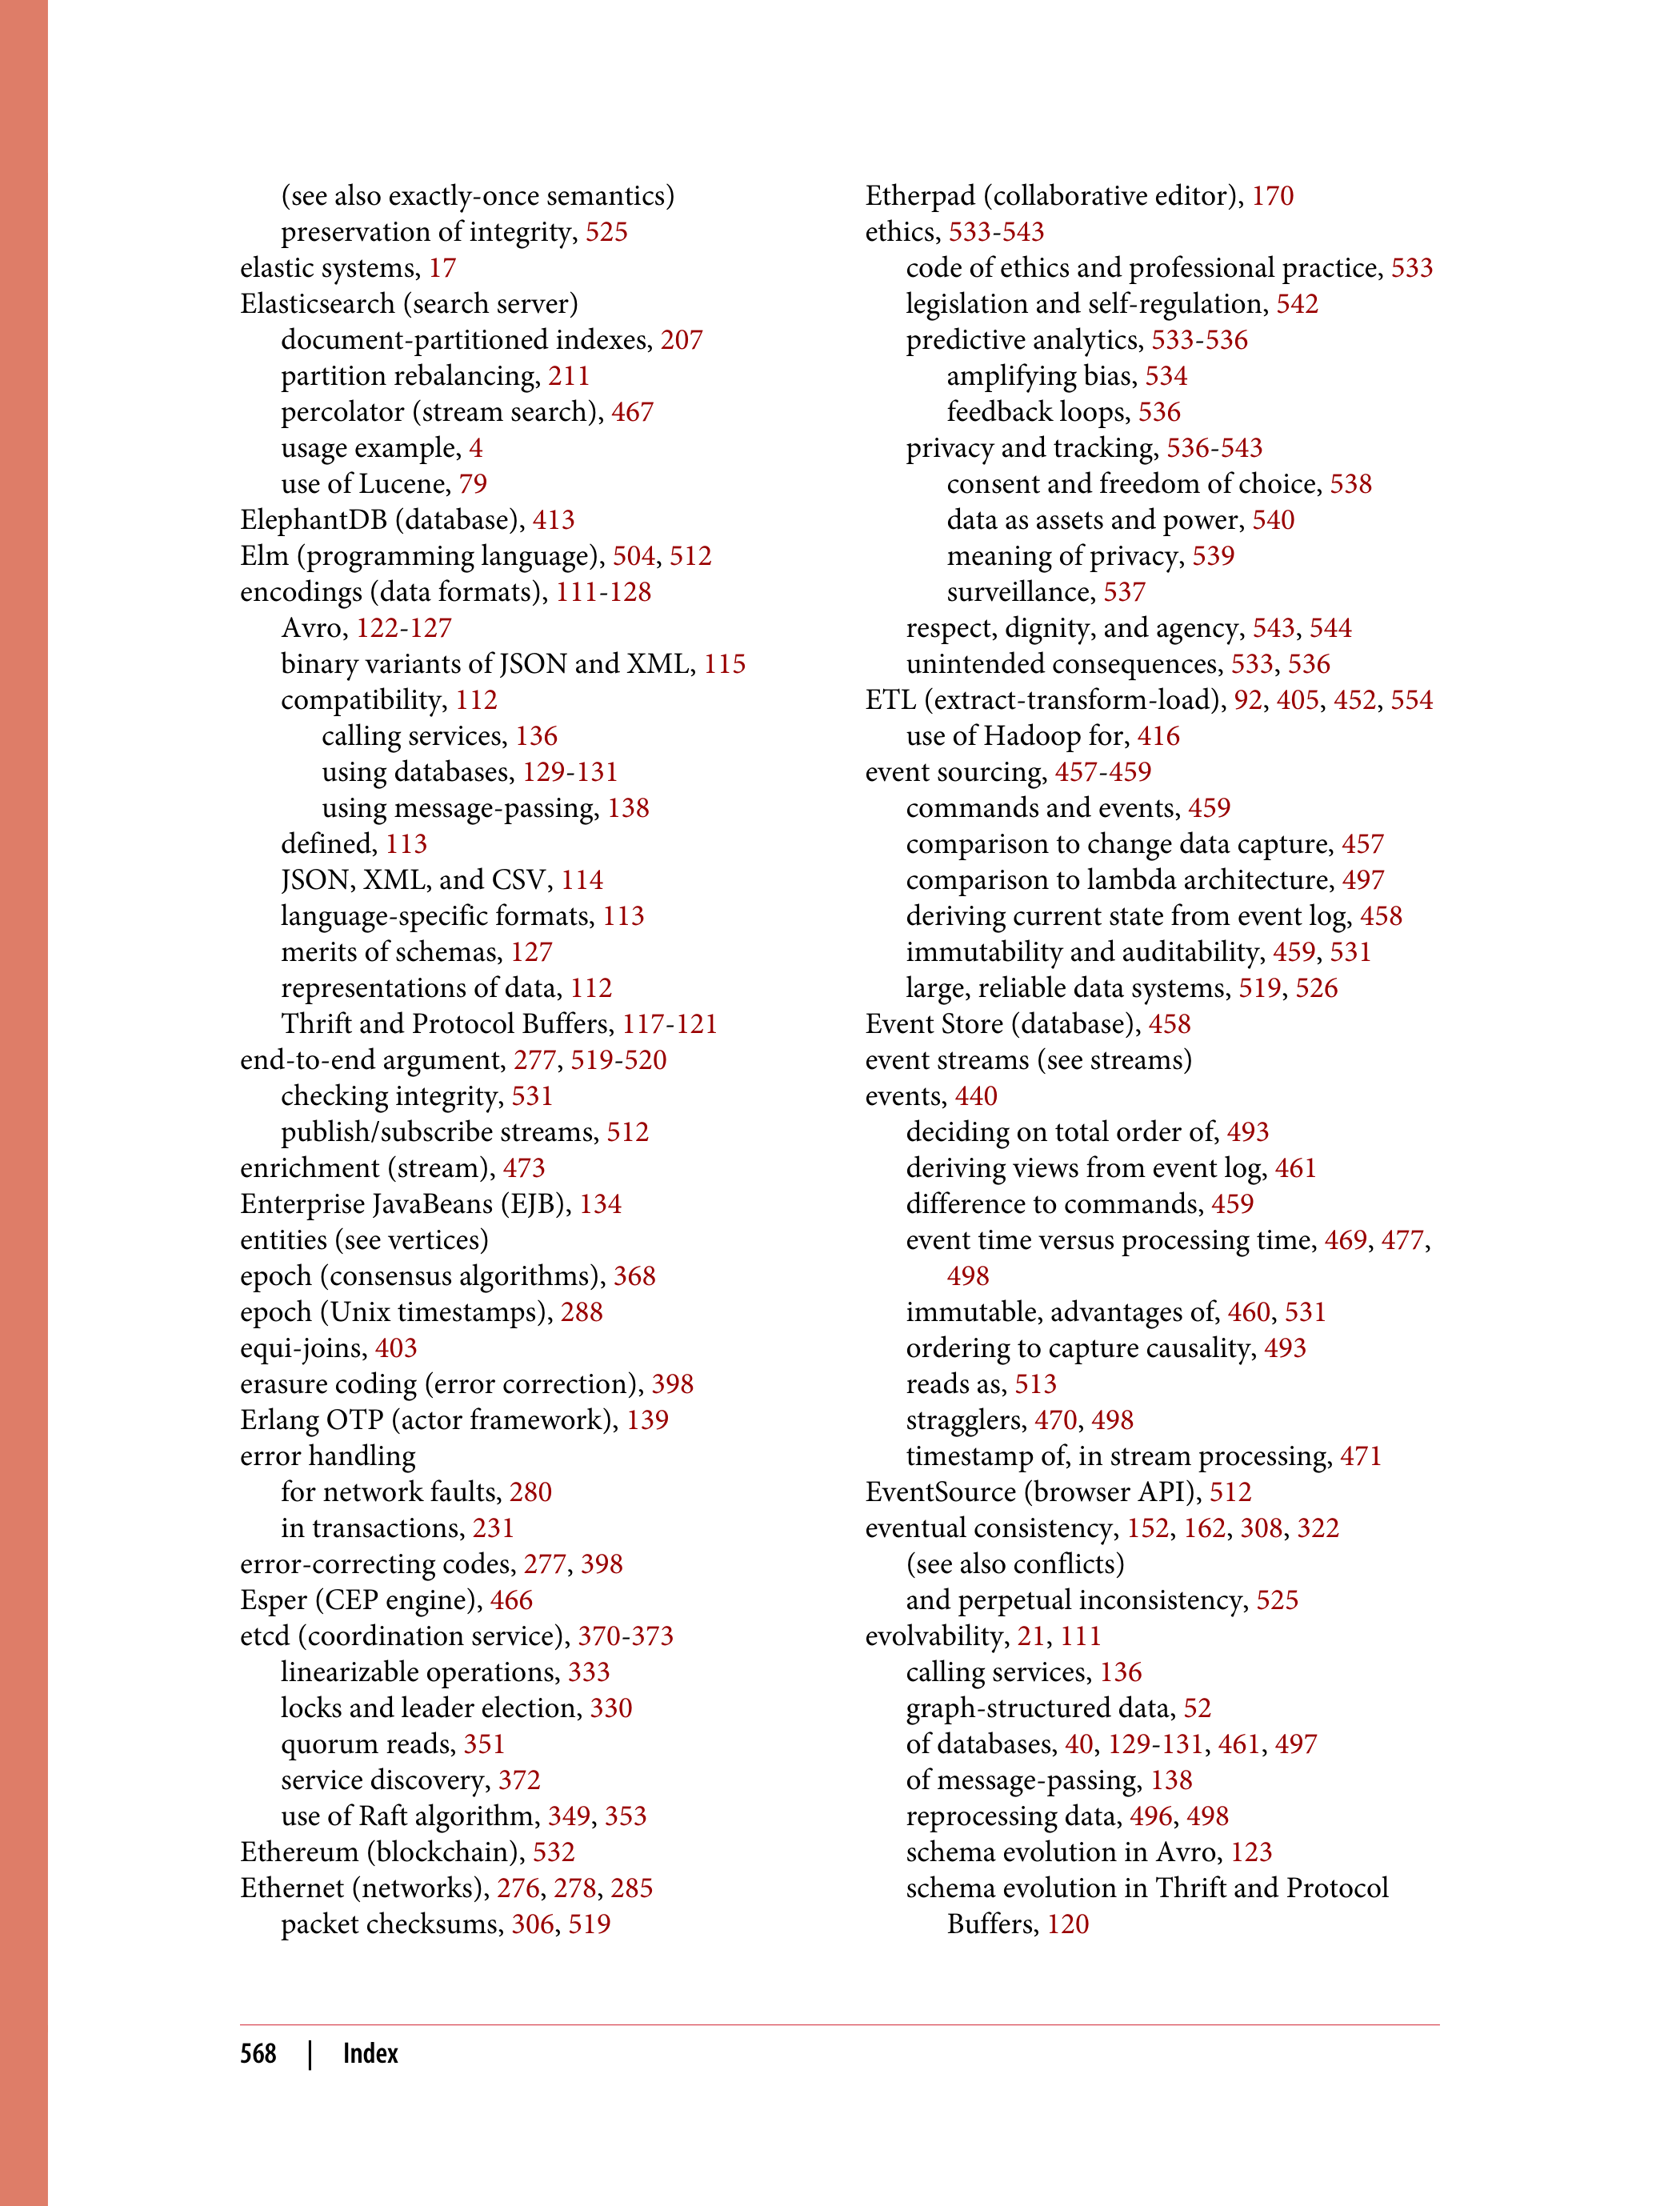 (see also exactly-once semantics)
preservation of integrity, 525
elastic systems, 17
Elasticsearch (search server)
document-partitioned indexes, 207
partition rebalancing, 211
percolator (stream search), 467
usage example, 4
use of Lucene, 79
ElephantDB (database), 413
Elm (programming language), 504, 512
encodings (data formats), 111-128
Avro, 122-127
binary variants of JSON and XML, 115
compatibility, 112
calling services, 136
using databases, 129-131
using message-passing, 138
defined, 113
JSON, XML, and CSV, 114
language-specific formats, 113
merits of schemas, 127
representations of data, 112
Thrift and Protocol Buffers, 117-121
end-to-end argument, 277, 519-520
checking integrity, 531
publish/subscribe streams, 512
enrichment (stream), 473
Enterprise JavaBeans (EJB), 134
entities (see vertices)
epoch (consensus algorithms), 368
epoch (Unix timestamps), 288
equi-joins, 403
erasure coding (error correction), 398
Erlang OTP (actor framework), 139
error handling
for network faults, 280
in transactions, 231
error-correcting codes, 277, 398
Esper (CEP engine), 466
etcd (coordination service), 370-373
linearizable operations, 333
locks and leader election, 330
quorum reads, 351
service discovery, 372
use of Raft algorithm, 349, 353
Ethereum (blockchain), 532
Ethernet (networks), 276, 278, 285
packet checksums, 306, 519
Etherpad (collaborative editor), 170
ethics, 533-543
code of ethics and professional practice, 533
legislation and self-regulation, 542
predictive analytics, 533-536
amplifying bias, 534
feedback loops, 536
privacy and tracking, 536-543
consent and freedom of choice, 538
data as assets and power, 540
meaning of privacy, 539
surveillance, 537
respect, dignity, and agency, 543, 544
unintended consequences, 533, 536
ETL (extract-transform-load), 92, 405, 452, 554
use of Hadoop for, 416
event sourcing, 457-459
commands and events, 459
comparison to change data capture, 457
comparison to lambda architecture, 497
deriving current state from event log, 458
immutability and auditability, 459, 531
large, reliable data systems, 519, 526
Event Store (database), 458
event streams (see streams)
events, 440
deciding on total order of, 493
deriving views from event log, 461
difference to commands, 459
event time versus processing time, 469, 477,
498
immutable, advantages of, 460, 531
ordering to capture causality, 493
reads as, 513
stragglers, 470, 498
timestamp of, in stream processing, 471
EventSource (browser API), 512
eventual consistency, 152, 162, 308, 322
(see also conflicts)
and perpetual inconsistency, 525
evolvability, 21, 111
calling services, 136
graph-structured data, 52
of databases, 40, 129-131, 461, 497
of message-passing, 138
reprocessing data, 496, 498
schema evolution in Avro, 123
schema evolution in Thrift and Protocol
Buffers, 120
568 | Index